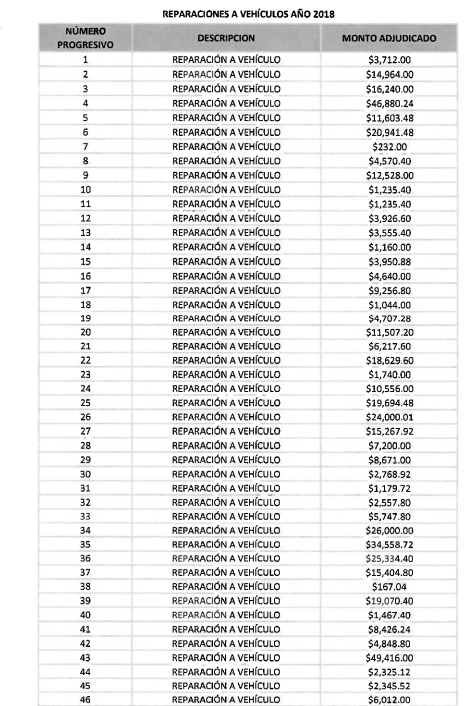 REPARACIONES A VEHÍCULOS AÑO 2018
NÚMERO PROGRESIVO DESCRIPCION MONTO ADJUDICADO
1 REPARACIÓN A VEHÍCULO $3,712.00
2 REPARACIÓN A VEHÍCULO $14,964.00
3 REPARACIÓN A VEHÍCULO $16,240.00
4 REPARACIÓN A VEHÍCULO $46,880.24
5 REPARACIÓN A VEHÍCULO $11,603.48
6 REPARACIÓN A VEHÍCULO $20,941.48
7 REPARACIÓN A VEHÍCULO $232.00
8 REPARACIÓN A VEHÍCULO $4,570.40
9 REPARACIÓN A VEHÍCULO $12,528.00
10 REPARACIÓN A VEHÍCULO $1,235.40
11 REPARACIÓN A VEHÍCULO $1,235.40
12 REPARACIÓN A VEHÍCULO $3,926.60
13 REPARACIÓN A VEHÍCULO $3,555.40
14 REPARACIÓN A VEHÍCULO $1,160.00
15 REPARACIÓN A VEHÍCULO $3,950.88
16 REPARACIÓN A VEHÍCULO $4,640.00
17 REPARACIÓN A VEHÍCULO $9,256.80
18 REPARACIÓN A VEHÍCULO $1,044.00
19 REPARACIÓN A VEHÍCULO $4,707.28
20 REPARACIÓN A VEHÍCULO $11,507.20
21 REPARACIÓN A VEHÍCULO $6,217.60
22 REPARACIÓN A VEHÍCULO $18,629.60
23 REPARACIÓN A VEHÍCULO $1,740.00
24 REPARACIÓN A VEHÍCULO $10,556.00
25 REPARACIÓN A VEHÍCULO $19,694.48
26 REPARACIÓN A VEHÍCULO $24,000.01
27 REPARACIÓN A VEHÍCULO $15,267.92
28 REPARACIÓN A VEHÍCULO $7,200.00
29 REPARACIÓN A VEHÍCULO $8,671.00
30 REPARACIÓN A VEHÍCULO $2,768.92
31 REPARACIÓN A VEHÍCULO $1,179.72
32 REPARACIÓN A VEHÍCULO $2,557.80
33 REPARACIÓN A VEHÍCULO $5,747.80
34 REPARACIÓN A VEHÍCULO $26,000.00
35 REPARACIÓN A VEHÍCULO $34,558.72
36 REPARACIÓN A VEHÍCULO $25,334.40
37 REPARACIÓN A VEHÍCULO $15,404.80
38 REPARACIÓN A VEHÍCULO $167.04
39 REPARACIÓN A VEHÍCULO $19,070.40
40 REPARACIÓN A VEHÍCULO $1,467.40
41 REPARACIÓN A VEHÍCULO $8,426.24
42 REPARACIÓN A VEHÍCULO $4,848.80
43 REPARACIÓN A VEHÍCULO $49,416.00
44 REPARACIÓN A VEHÍCULO $2,325.12
45 REPARACIÓN A VEHÍCULO $2,345.52
46 REPARACIÓN A VEHÍCULO $6,012.00